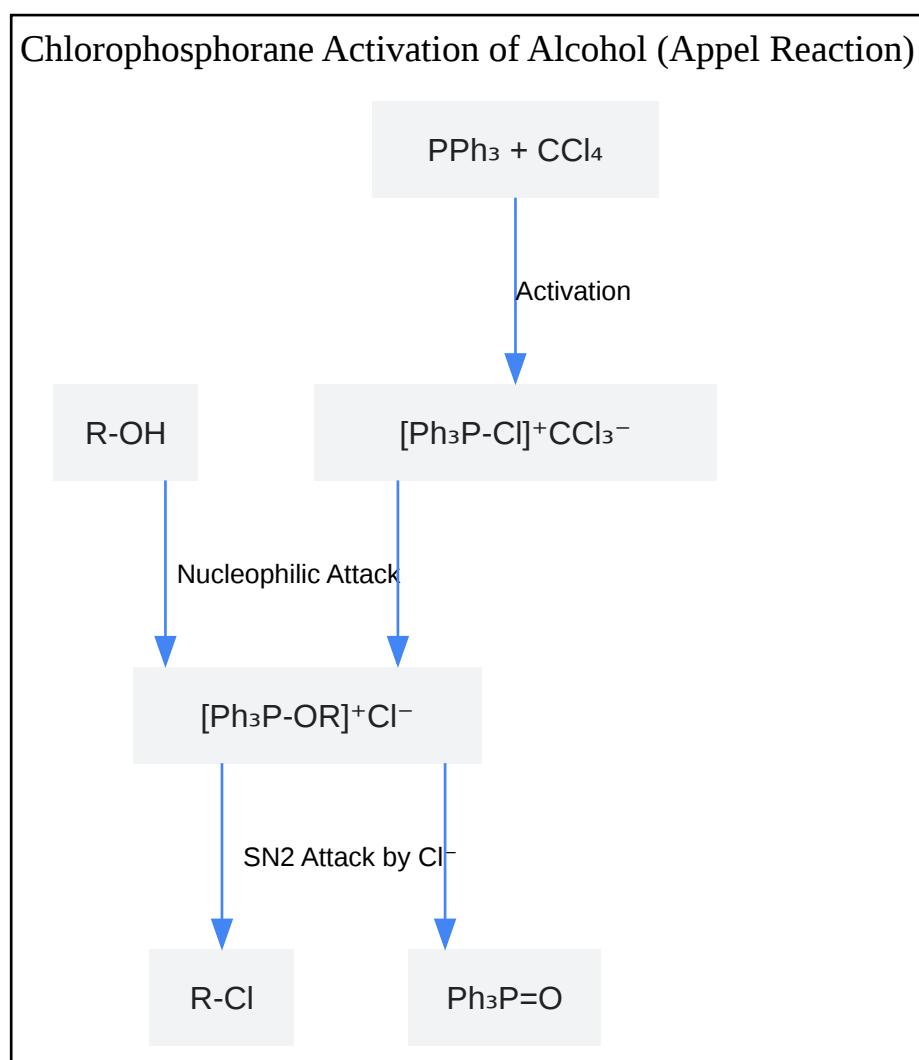 Chlorophosphorane Activation of Alcohol (Appel Reaction)
PPh₃ + CCl₄
Activation
R-OH
[Ph₃P-Cl]⁺CCl₃⁻
Nucleophilic Attack
[Ph₃P-OR]⁺Cl⁻
SN2 Attack by Cl⁻
R-Cl
Ph₃P=O